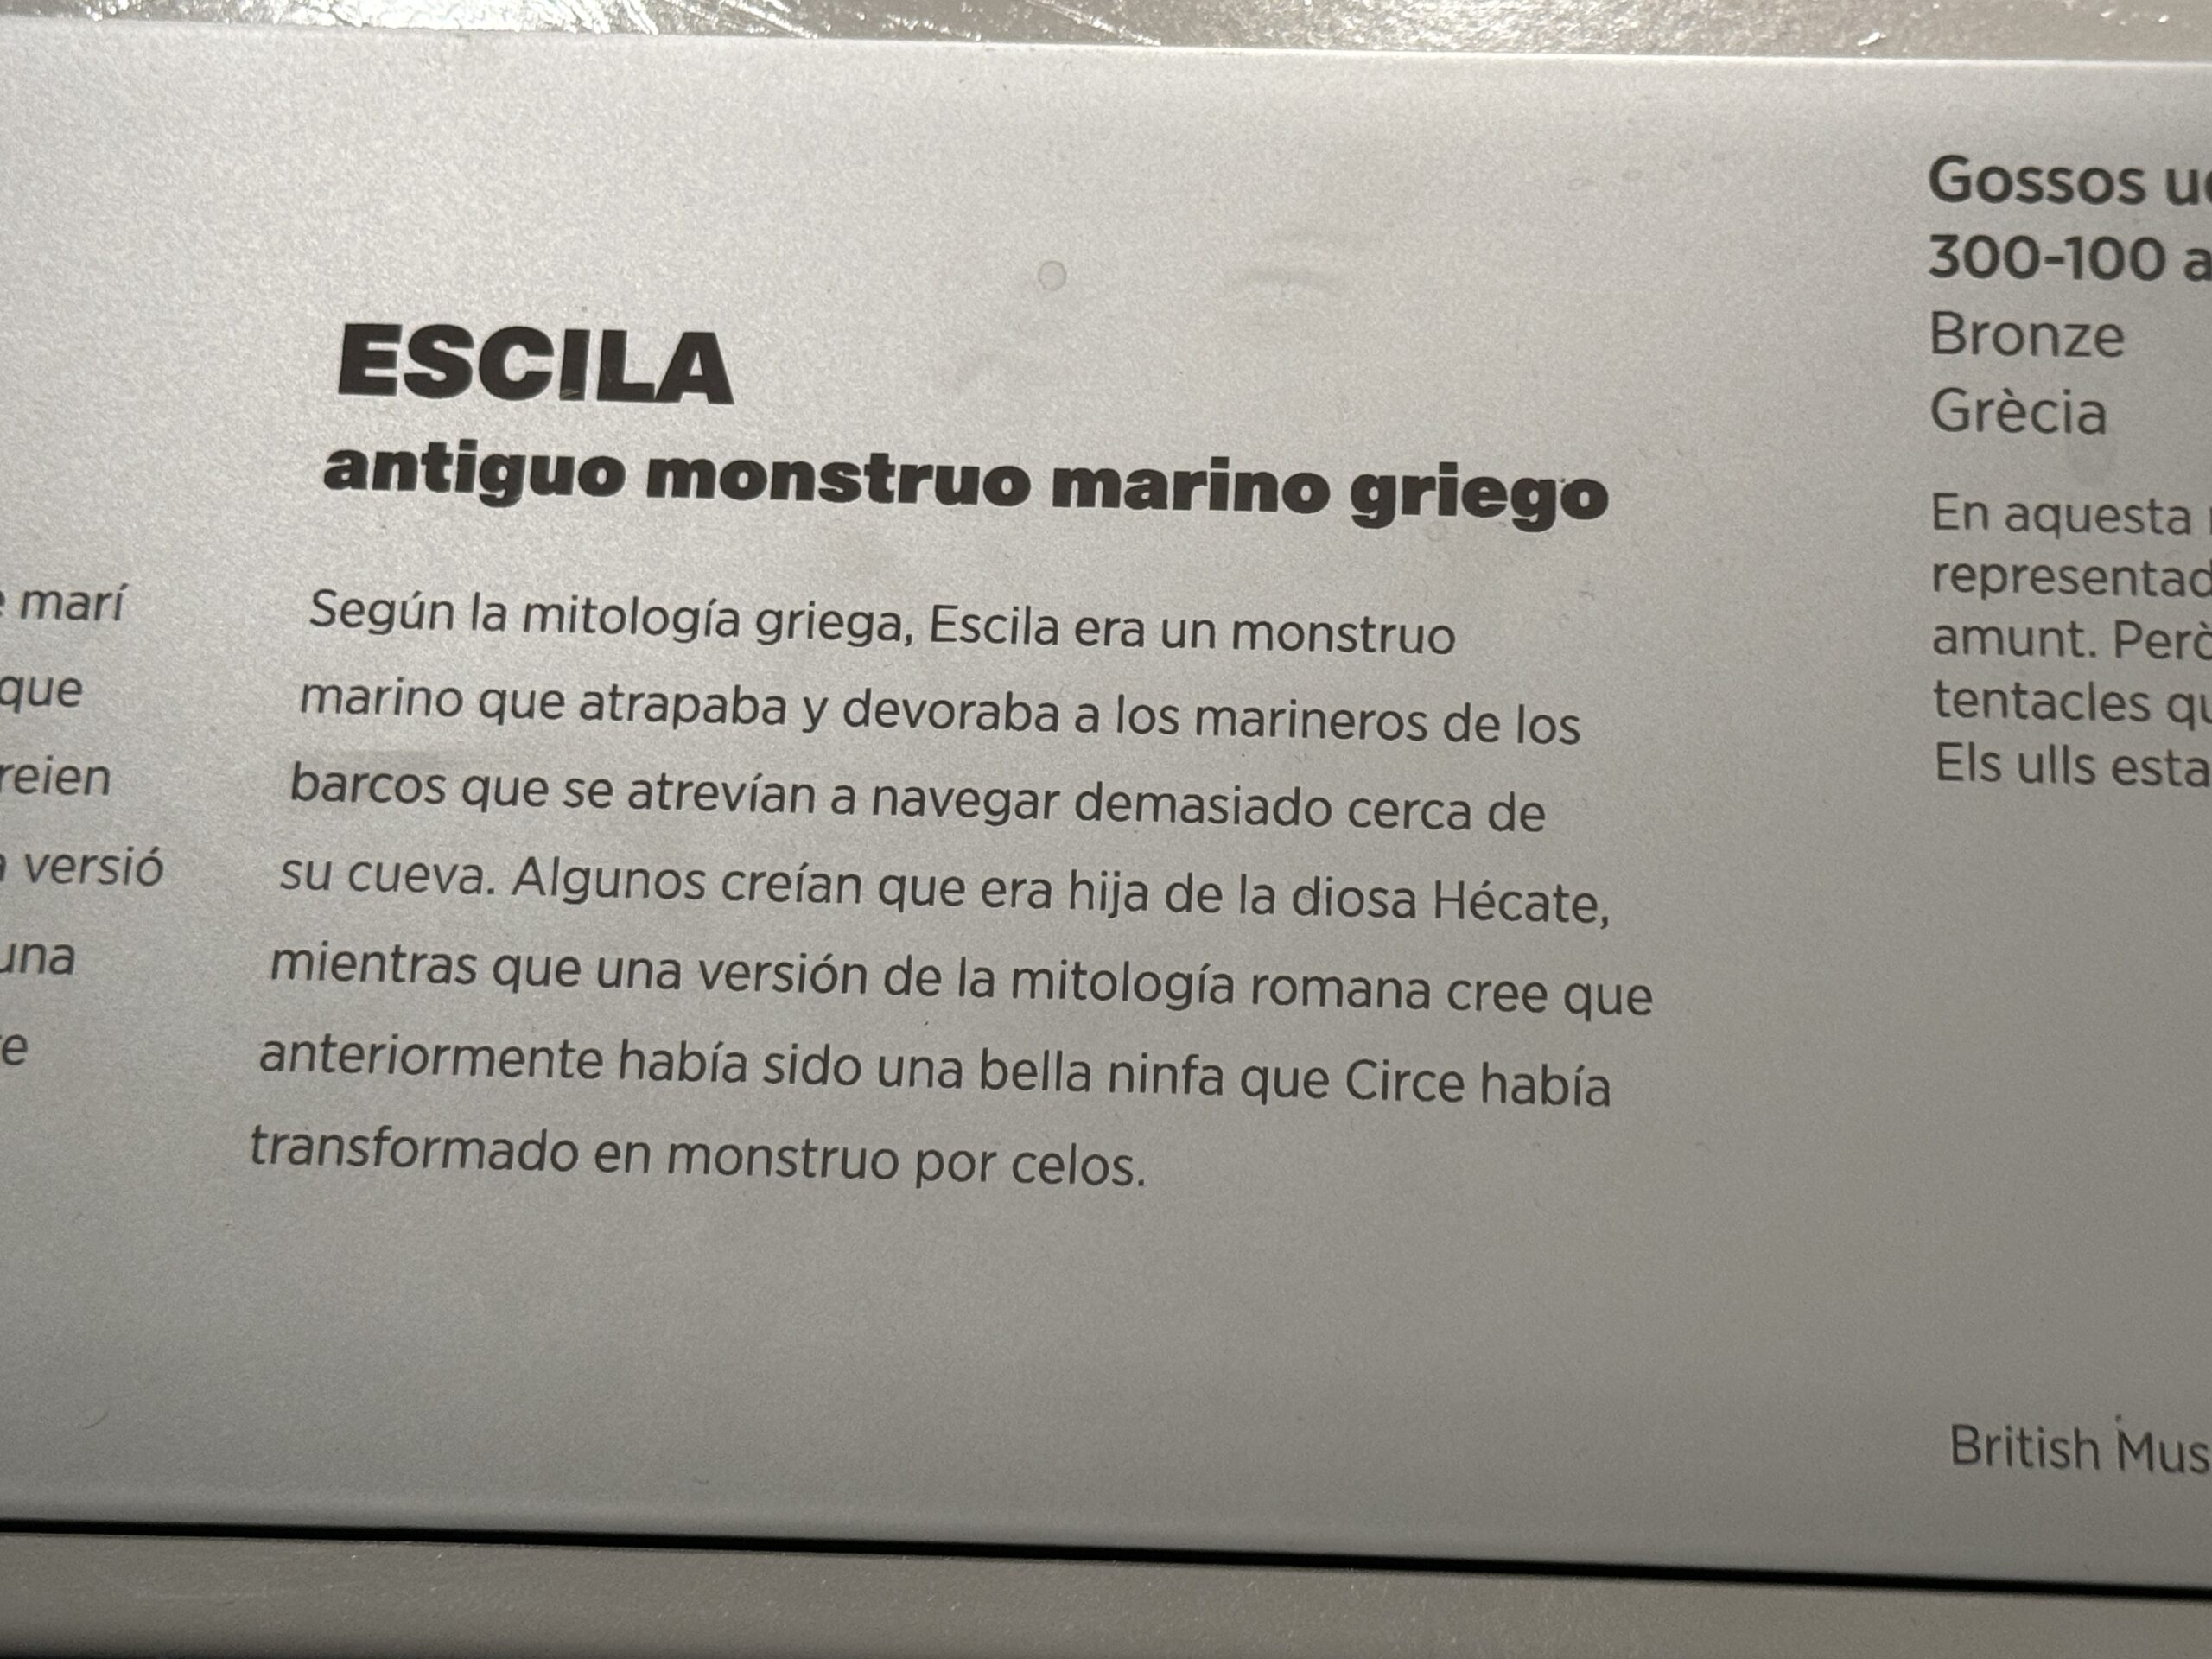 marí
que
versió
ESCILA
antiguo monstruo marino griego
Según la mitología griega, Escila era un monstruo
marino que atrapaba y devoraba a los marineros de los
barcos que se atrevían a navegar demasiado cerca de
su cueva. Algunos creían que era hija de la diosa Hécate,
mientras que una versión de la mitología romana cree que
anteriormente había sido una bella ninfa que Circe había
transformado en monstruo por celos.
Gossos
300-100
Bronze
Grècia
En aquesta
representad
amunt. Però
tentacles qu
Els ulls esta
British Mus